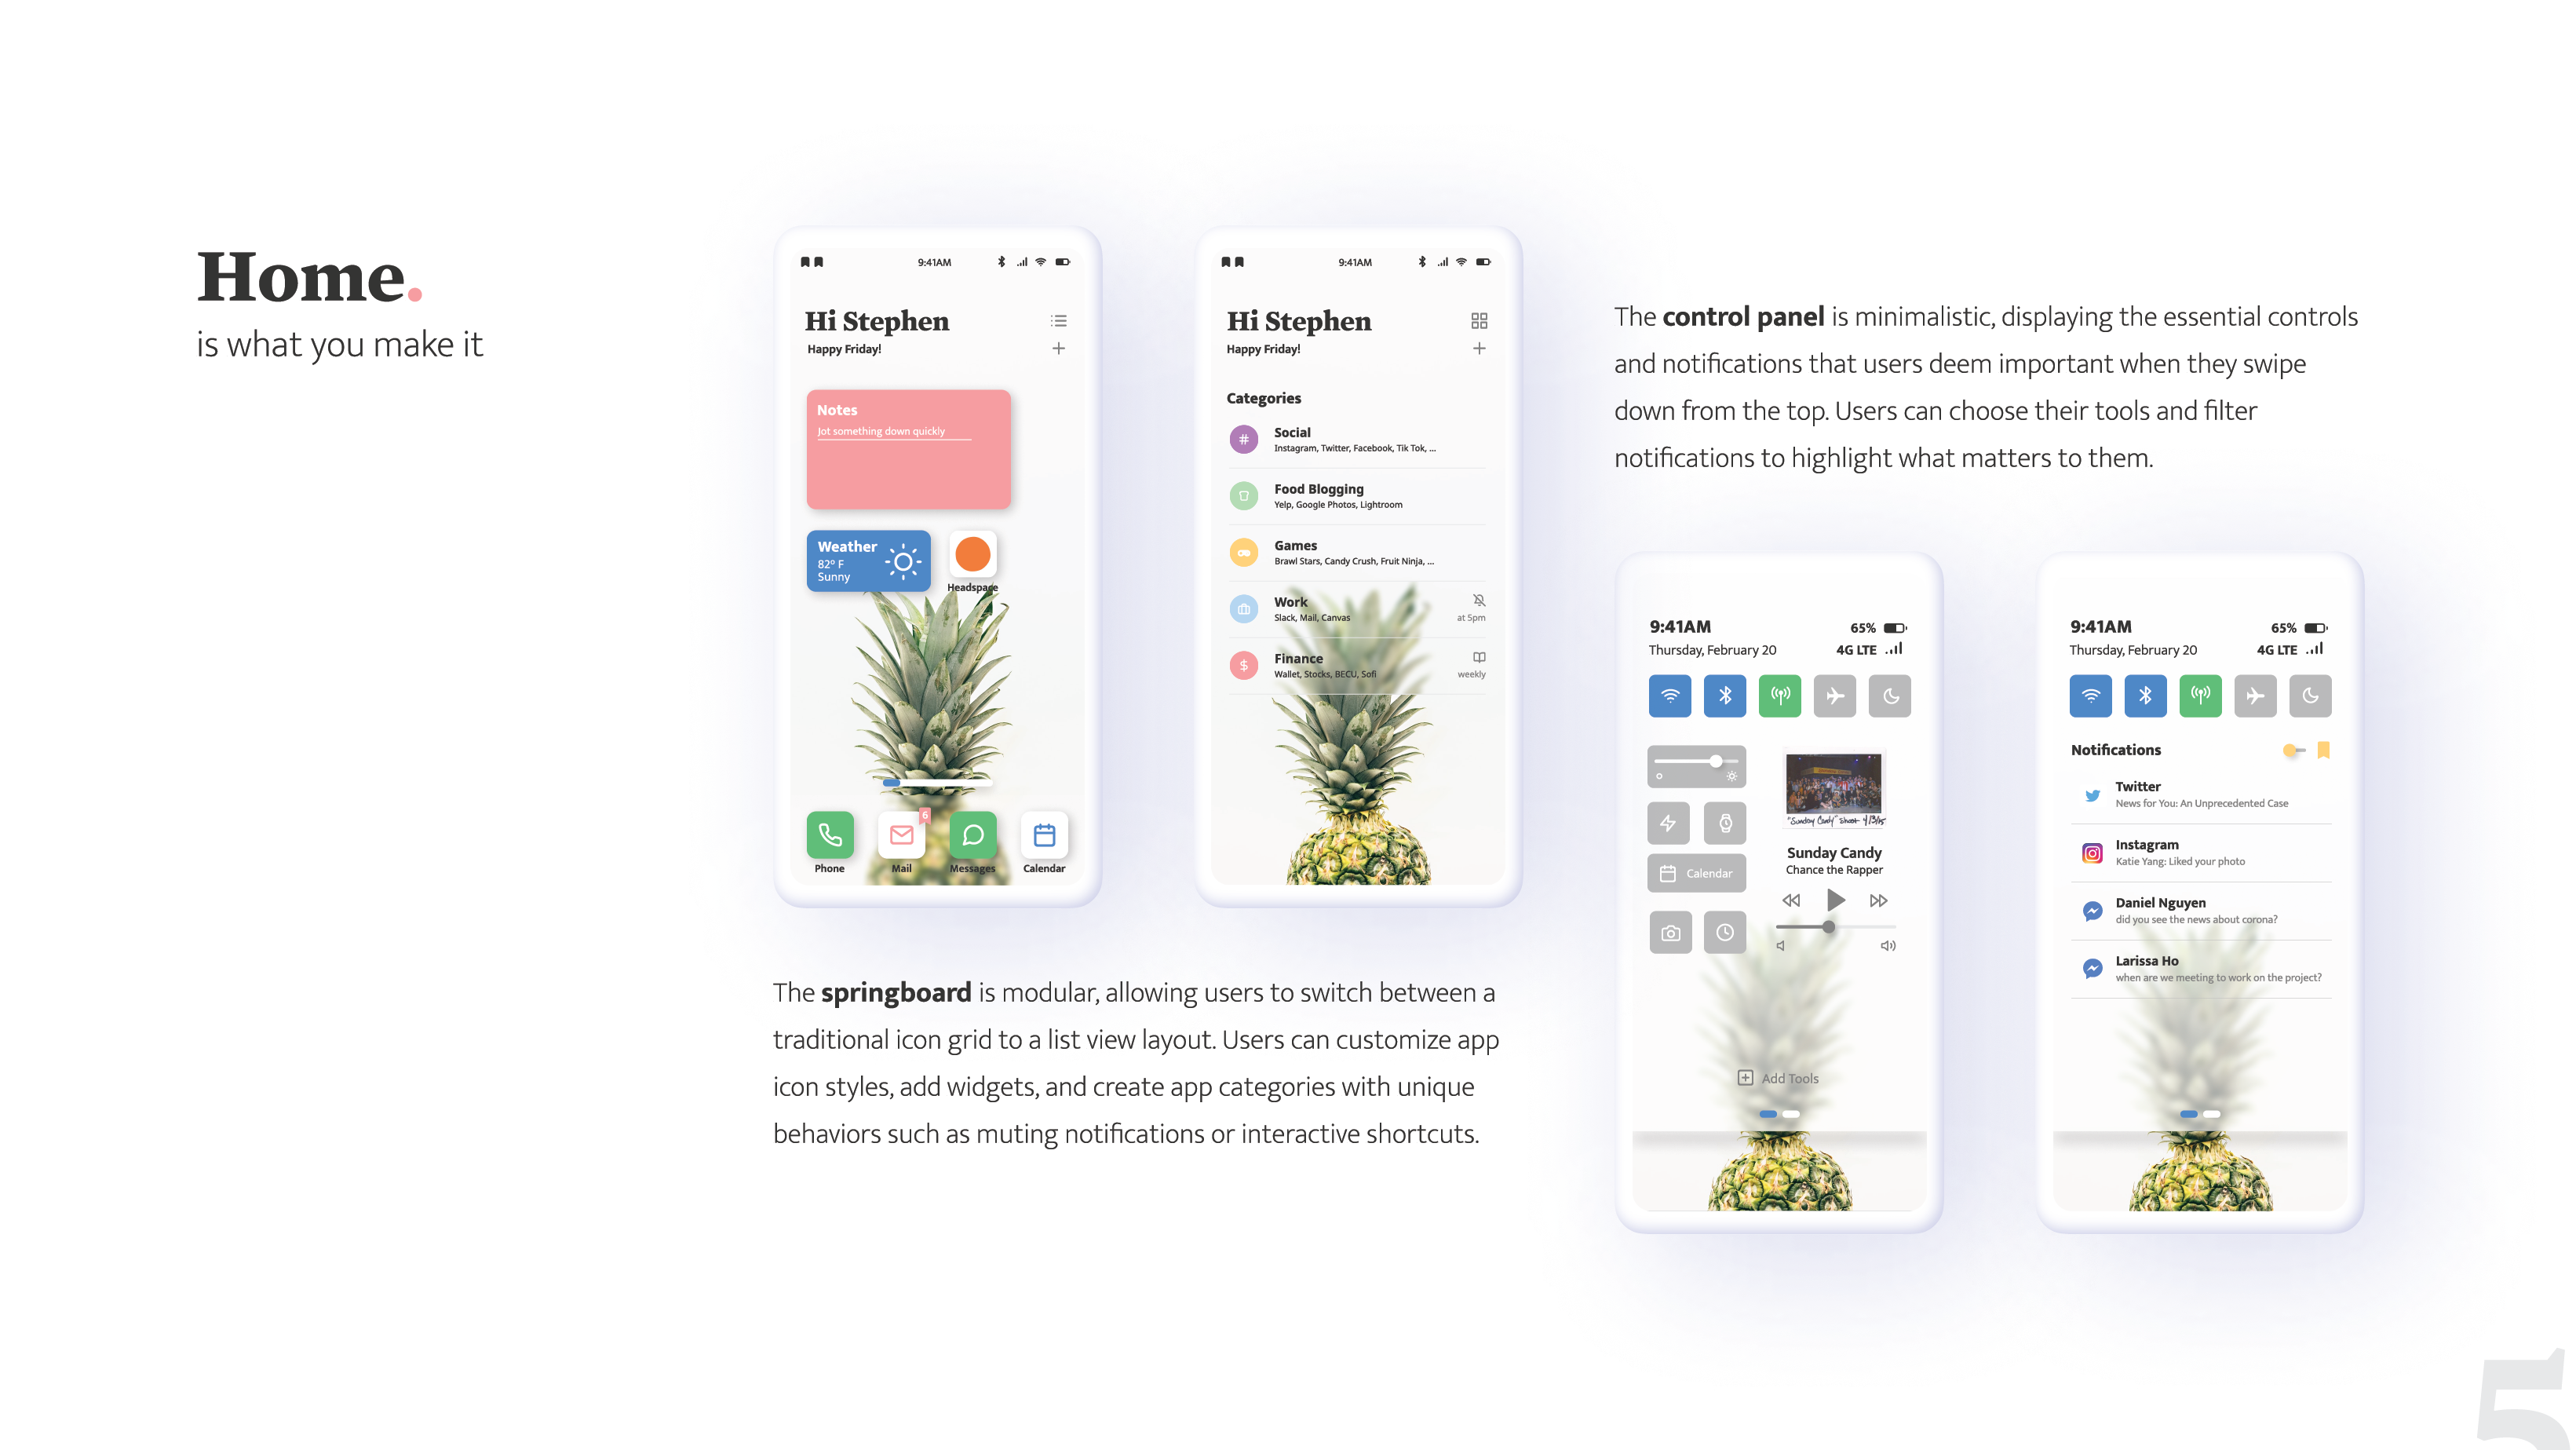 Home.
is what you make it
9:41AM
Hi Stephen
Happy Friday!
Notes
Jot something down quickly
Weather
82° F
Sunny
Headspace
6
Phone
Mail
Messages
Calendar
9:41AM
Hi Stephen
Happy Friday!
Categories
Social
Instagram, Twitter, Facebook, Tik Tok, ...
Food Blogging
Yelp, Google Photos, Lightroom
Games
Brawl Stars, Candy Crush, Fruit Ninja, ...
Work
Slack, Mail, Canvas
at 5pm
Finance
Wallet, Stocks, BECU, Sofi
weekly
The springboard is modular, allowing users to switch between a
traditional icon grid to a list view layout. Users can customize app
icon styles, add widgets, and create app categories with unique
behaviors such as muting notifications or interactive shortcuts.
The control panel is minimalistic, displaying the essential controls
and notifications that users deem important when they swipe
down from the top. Users can choose their tools and filter
notifications to highlight what matters to them.
9:41AM
65%
Thursday, February 20
4G LTE
"Sunday Candy" Shoot 4/3/15
Sunday Candy
Chance the Rapper
Calendar
Add Tools
9:41AM
65%
Thursday, February 20
4G LTE
Notifications
Twitter
News for You: An Unprecedented Case
Instagram
Katie Yang: Liked your photo
Daniel Nguyen
did you see the news about corona?
Larissa Ho
when are we meeting to work on the project?
5